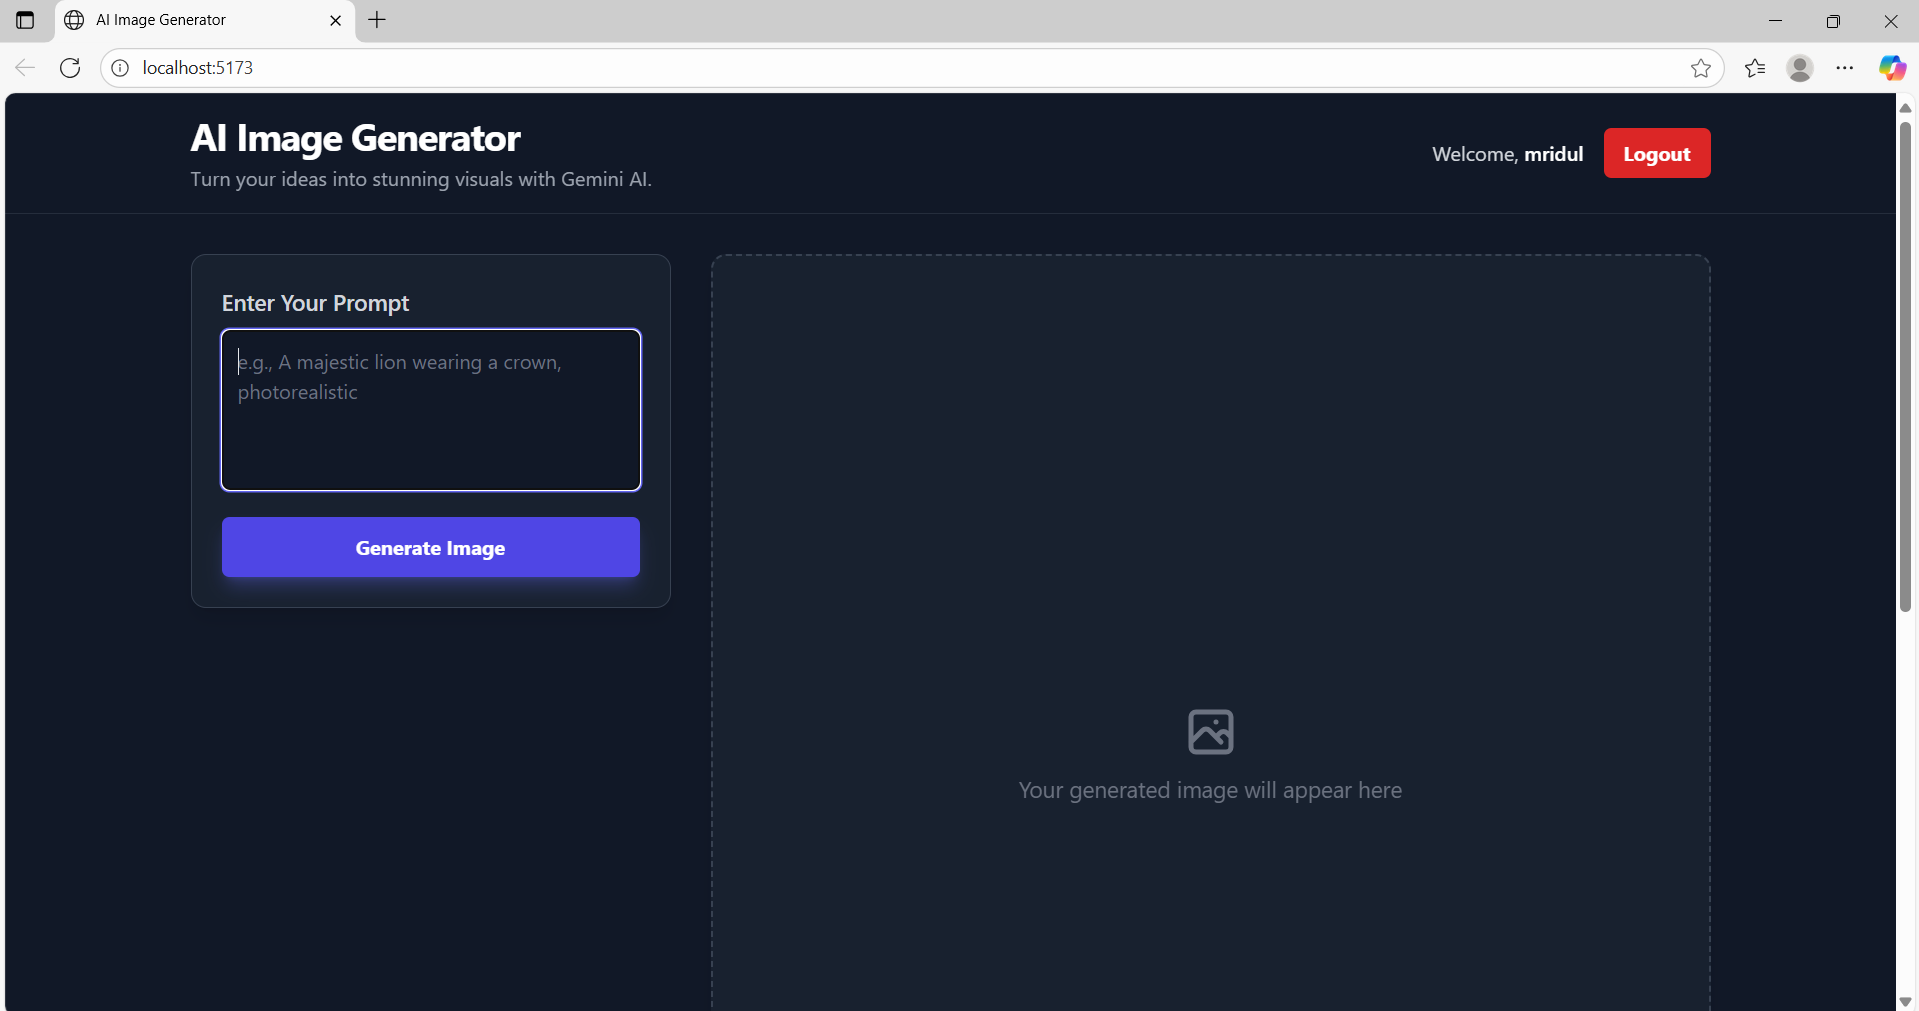 AI Image Generator
localhost:5173
AI Image Generator
Turn your ideas into stunning visuals with Gemini AI.
Welcome, mridul
Logout
Enter Your Prompt
e.g., A majestic lion wearing a crown,
photorealistic
Generate Image
Your generated image will appear here